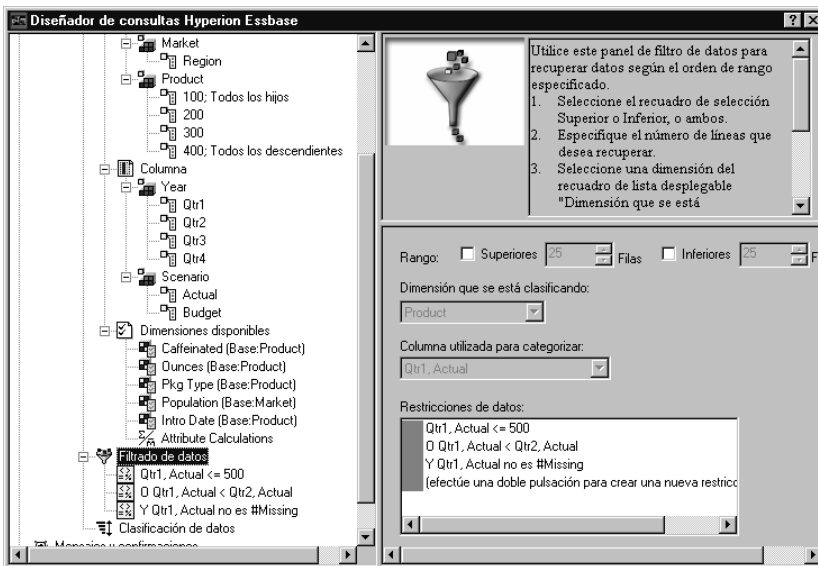 Diseñador de consultas Hyperion Essbase
Market
Region
Product
100; Todos los hijos
200
300
400; Todos los descendientes
Columna
Year
Qtr1
Qtr2
Qtr3
Qtr4
Scenario
Actual
Budget
Dimensiones disponibles
Caffeinated (Base:Product)
Ounces (Base:Product)
Pkg Type (Base:Product)
Population (Base:Market)
Intro Date (Base:Product)
Attribute Calculations
Filtrado de datos
Qtr1, Actual <= 500
O Qtr1, Actual < Qtr2, Actual
Y Qtr1, Actual no es #Missing
Clasificación de datos
Mensajes y confirmaciones
Utilice este panel de filtro de datos para
recuperar datos según el orden de rango
especificado.
1. Seleccione el recuadro de selección
Superior o Inferior, o ambos.
2. Especifique el número de líneas que
desea recuperar.
3. Seleccione una dimensión del
recuadro de lista desplegable
"Dimensión que se está
Rango: Superiores 25 Filas Inferiores 25 F
Dimensión que se está clasificando:
Product
Columna utilizada para categorizar:
Qtr1, Actual
Restricciones de datos:
Qtr1, Actual <= 500
O Qtr1, Actual < Qtr2, Actual
Y Qtr1, Actual no es #Missing
(efectúe una doble pulsación para crear una nueva restricc